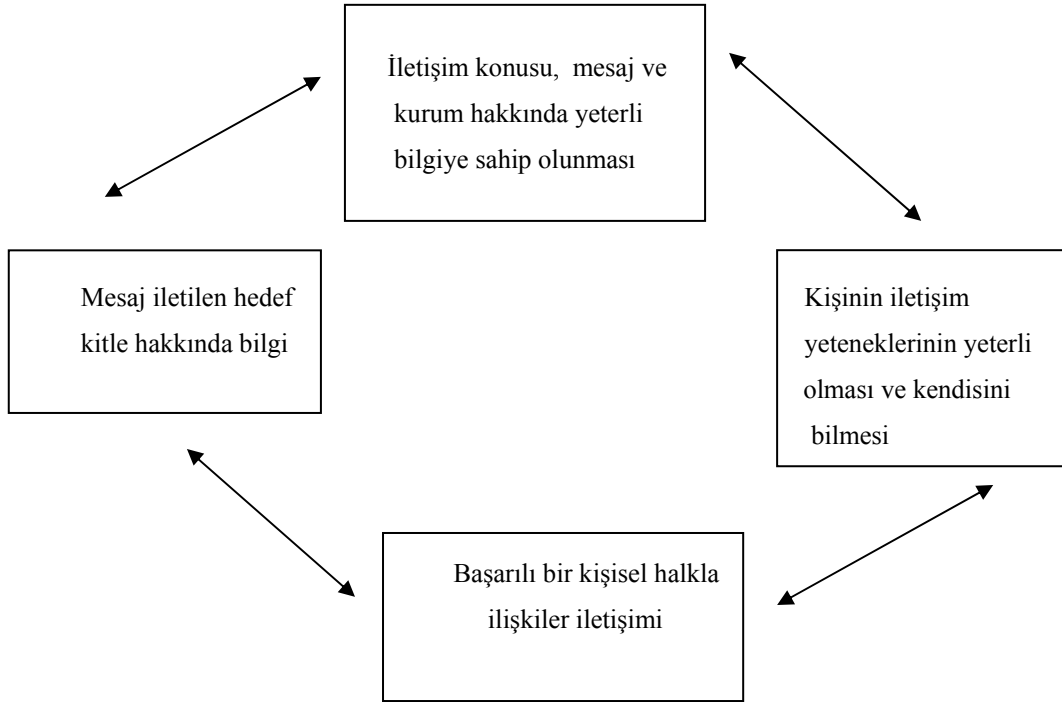 İletişim konusu, mesaj ve
kurum hakkında yeterli
bilgiye sahip olunması
Mesaj iletilen hedef
kitle hakkında bilgi
Kişinin iletişim
yeteneklerinin yeterli
olması ve kendisini
bilmesi
Başarılı bir kişisel halkla
ilişkiler iletişimi